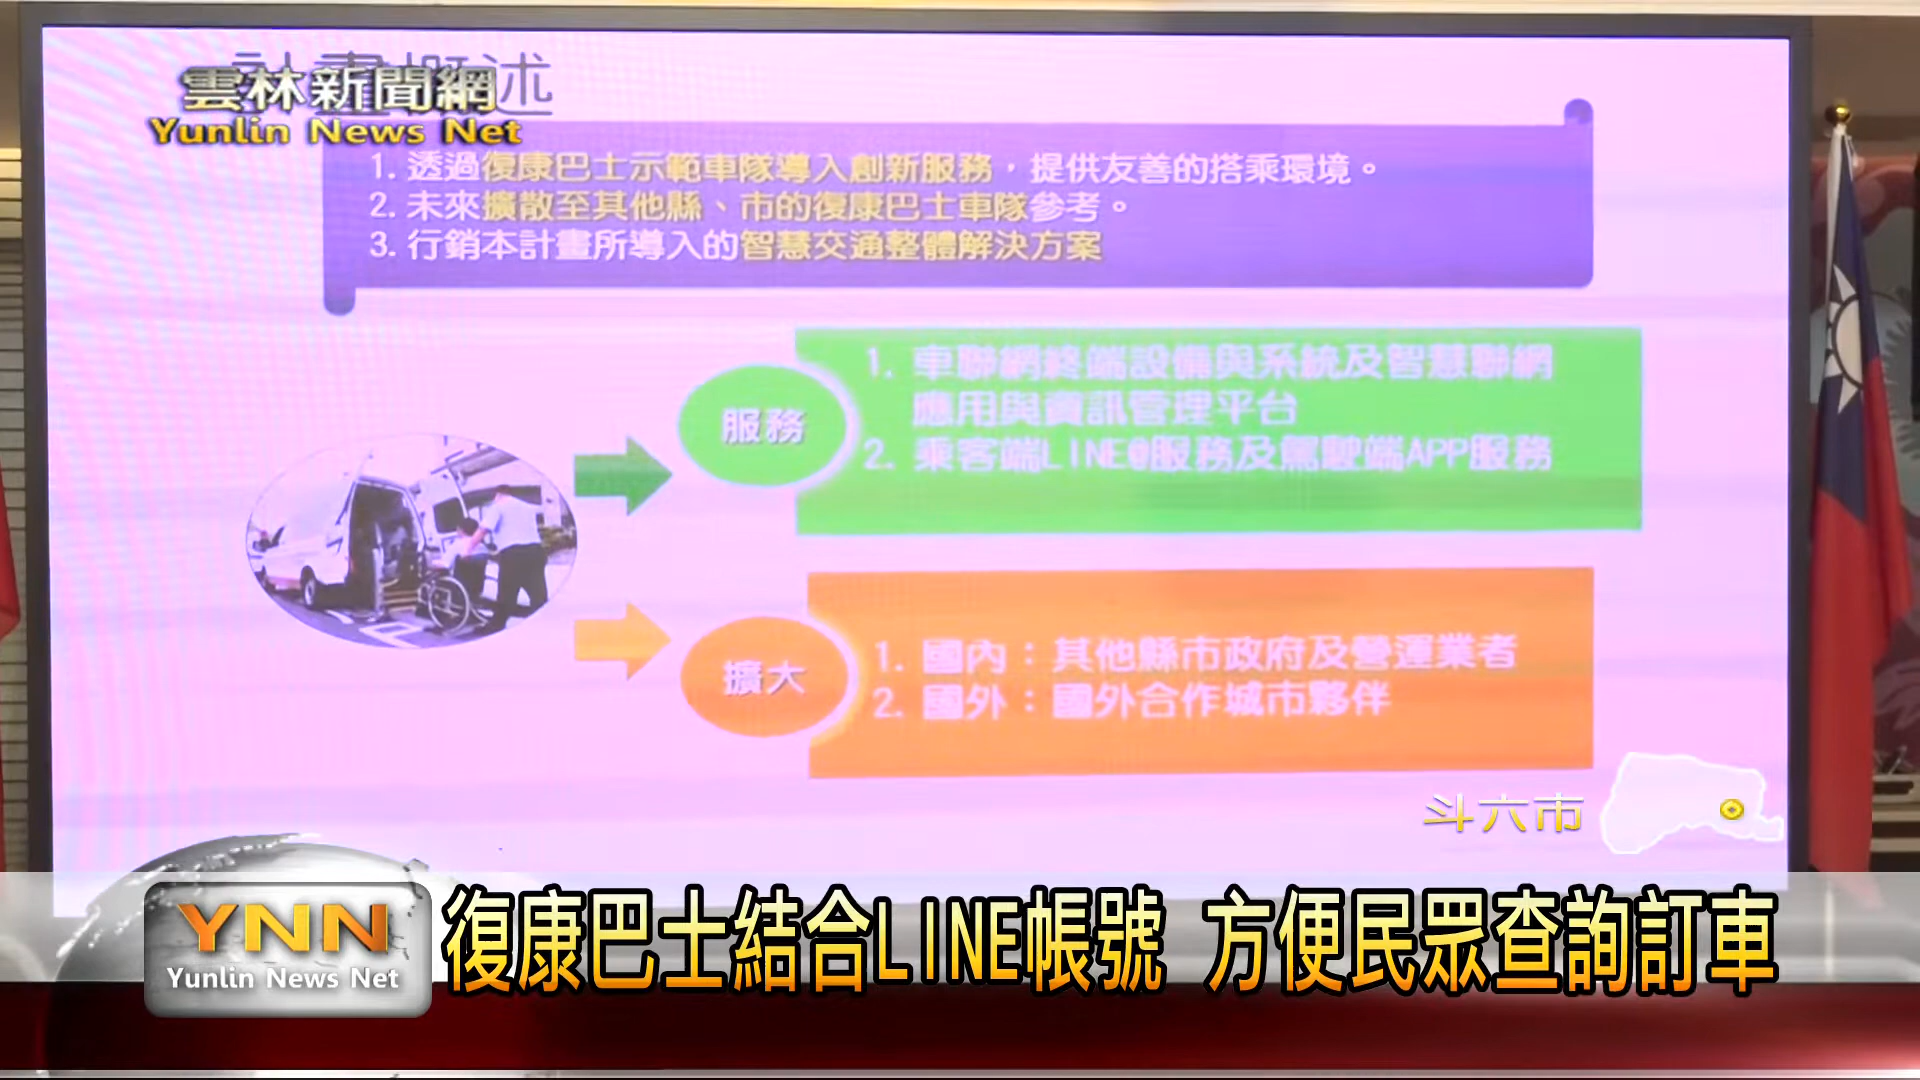 計畫概述
雲林新聞網
Yunlin News Net
1. 透過復康巴士示範車隊導入創新服務，提供友善的搭乘環境。
2. 未來擴散至其他縣、市的復康巴士車隊參考。
3. 行銷本計畫所導入的智慧交通整體解決方案
服務
1. 車聯網終端設備與系統及智慧聯網
應用與資訊管理平台
2. 乘客端LINE@服務及駕駛端APP服務
擴大
1. 國內：其他縣市政府及營運業者
2. 國外：國外合作城市夥伴
斗六市
YNN
Yunlin News Net
復康巴士結合LINE帳號 方便民眾查詢訂車